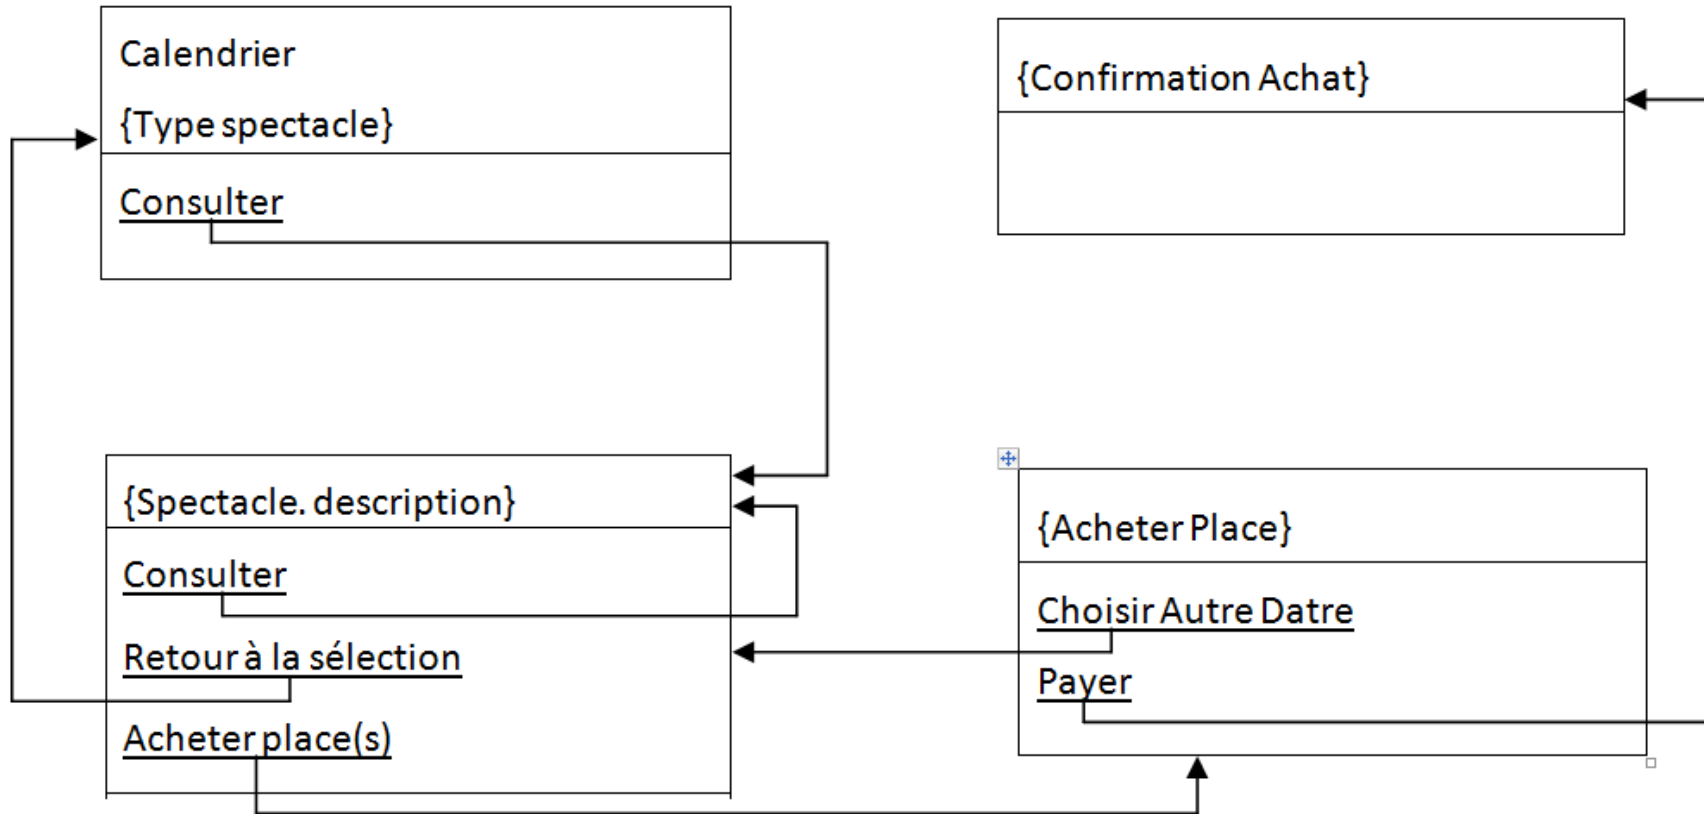 Calendrier
{Type spectacle}
Consulter
{Confirmation Achat}
{Spectacle. description}
Consulter
Retour à la sélection
Acheter place(s)
{Acheter Place}
Choisir Autre Datre
Payer